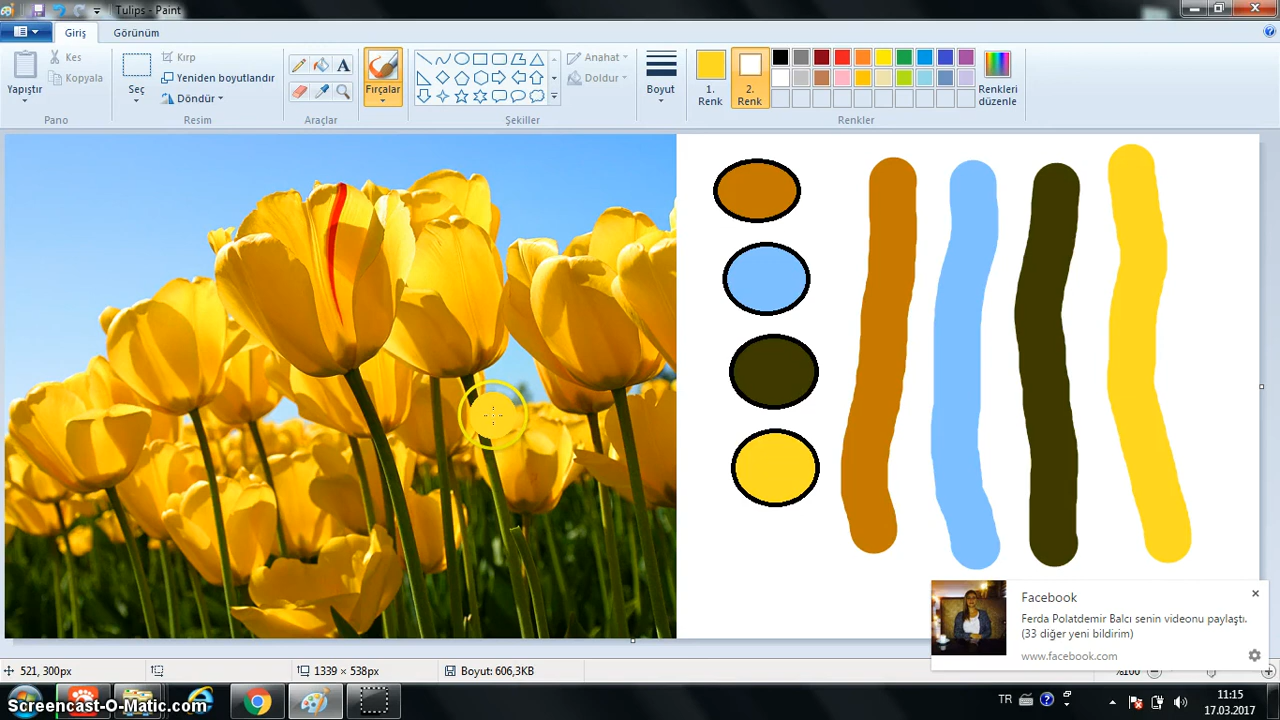 Tulips - Paint
Giriş
Görünüm
Yapıştır
Kes
Kopyala
Pano
Seç
Kırp
Yeniden boyutlandır
Döndür
Resim
A
Araçlar
Fırçalar
Anahat
Doldur
Şekiller
Boyut
1.
Renk
2.
Renk
Renkleri
düzenle
Renkler
Facebook
Ferda Polatdemir Balcı senin videonu paylaştı.
(33 diğer yeni bildirim)
www.facebook.com
521, 300px
1339 × 538px
Boyut: 606,3KB
%100
TR
11:15
17.03.2017
Screencast-O-Matic.com